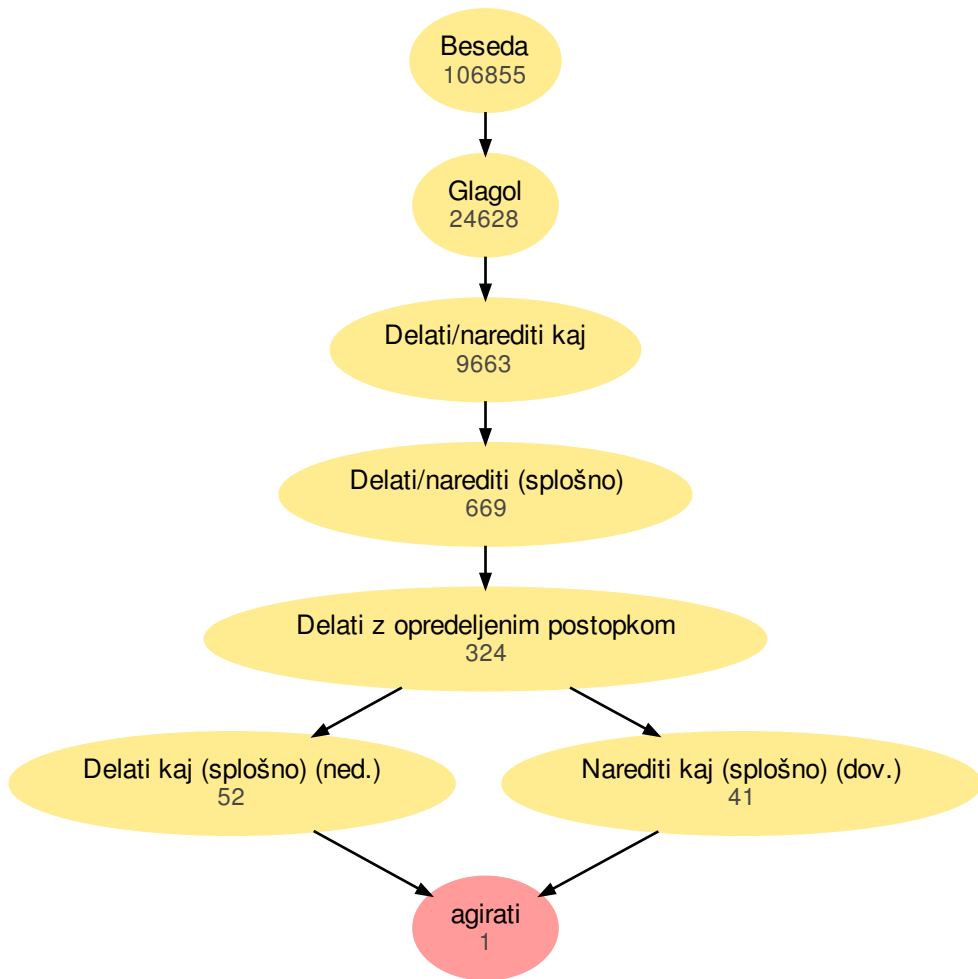 Beseda
106855
Glagol
24628
Delati/narediti kaj
9663
Delati/narediti (splošno)
669
Delati z opredeljenim postopkom
324
Delati kaj (splošno) (ned.)
52
Narediti kaj (splošno) (dov.)
41
agirati
1